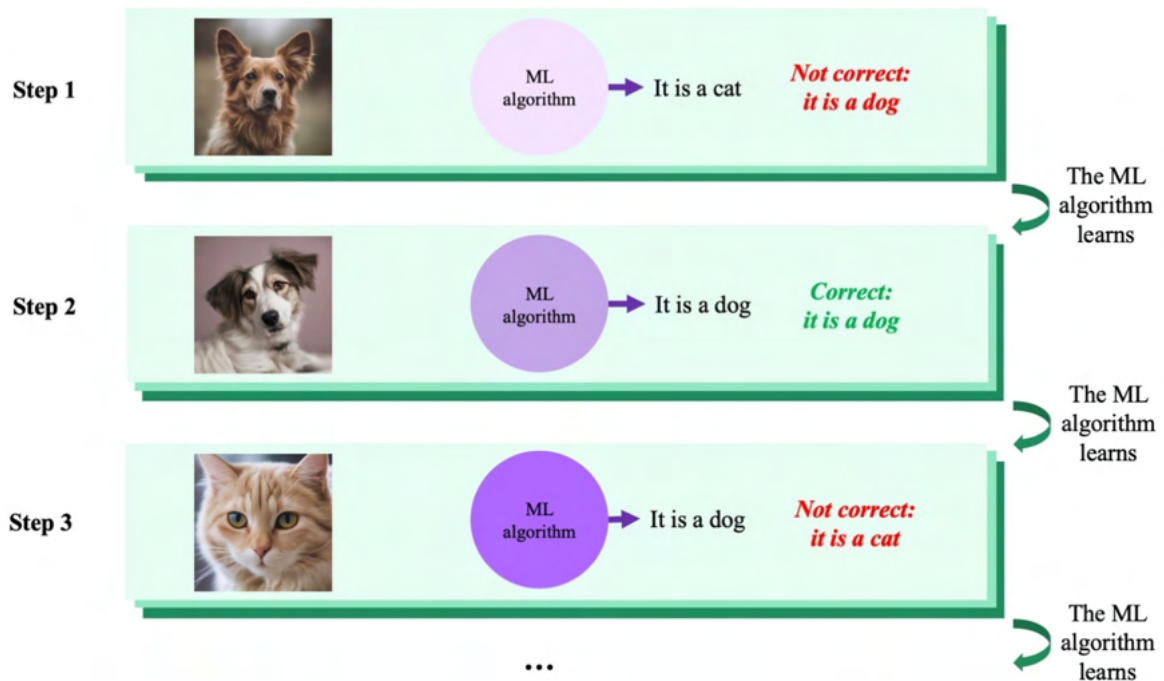 Step 1
ML
algorithm
It is a cat
Not correct:
it is a dog
The ML
algorithm
learns
Step 2
ML
algorithm
It is a dog
Correct:
it is a dog
The ML
algorithm
learns
Step 3
ML
algorithm
It is a dog
Not correct:
it is a cat
The ML
algorithm
learns
...